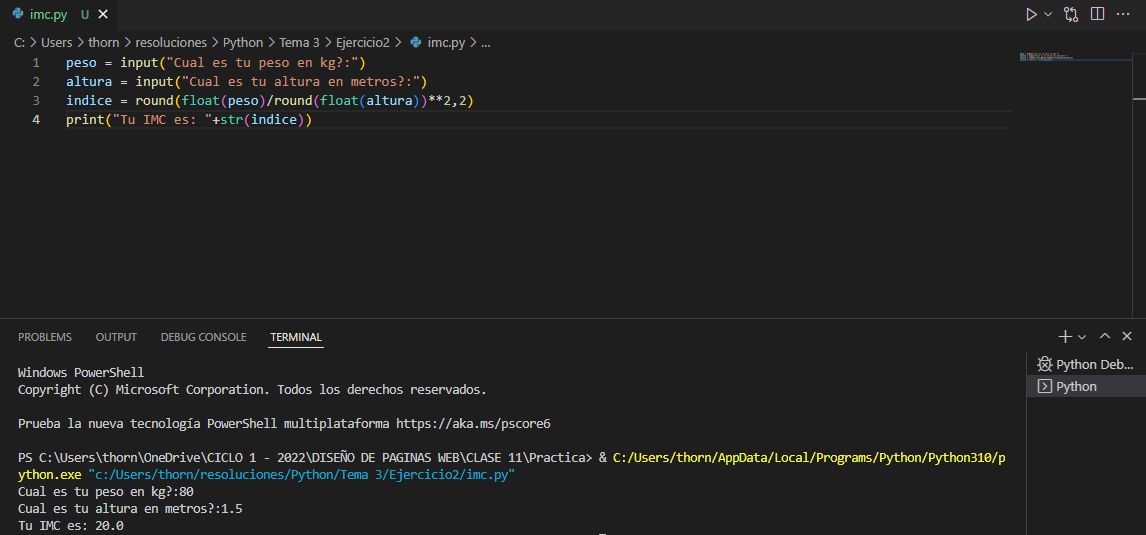 imc.py U
C: > Users > thorn > resoluciones > Python > Tema 3 > Ejercicio2 > imc.py > ...
1 peso = input("Cual es tu peso en kg?:")
2 altura = input("Cual es tu altura en metros?:")
3 indice = round(float(peso)/round(float(altura))**2,2)
4 print("Tu IMC es: "+str(indice))
PROBLEMS OUTPUT DEBUG CONSOLE TERMINAL
Python Deb...
Python
Windows PowerShell
Copyright (C) Microsoft Corporation. Todos los derechos reservados.
Prueba la nueva tecnología PowerShell multiplataforma https://aka.ms/pscore6
PS C:\Users\thorn\OneDrive\CICLO 1 - 2022\DISEÑO DE PAGINAS WEB\CLASE 11\Practica> & C:/Users/thorn/AppData/Local/Programs/Python/Python310/p
ython.exe "c:/Users/thorn/resoluciones/Python/Tema 3/Ejercicio2/imc.py"
Cual es tu peso en kg?:80
Cual es tu altura en metros?:1.5
Tu IMC es: 20.0